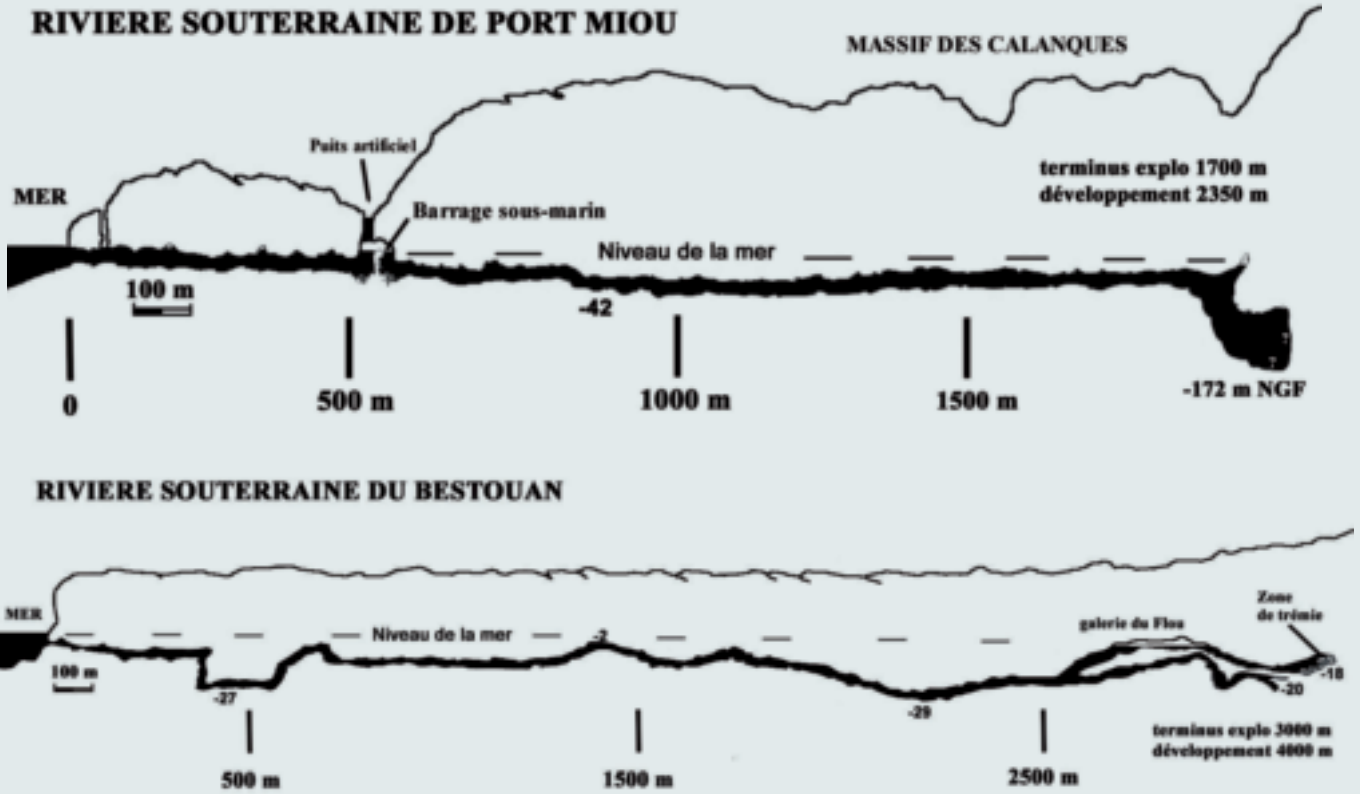 RIVIERE SOUTERRAINE DE PORT MIOU
MASSIF DES CALANQUES
Puits artificiel
terminus explo 1700 m
développement 2350 m
MER
Barrage sous-marin
Niveau de la mer
100 m
-42
0
500 m
1000 m
1500 m
-172 m NGF
RIVIERE SOUTERRAINE DU BESTOUAN
MER
Niveau de la mer
-2
galerie du Flou
Zone
de trémie
100 m
-27
-29
-20
-18
terminus explo 3000 m
développement 4000 m
500 m
1500 m
2500 m